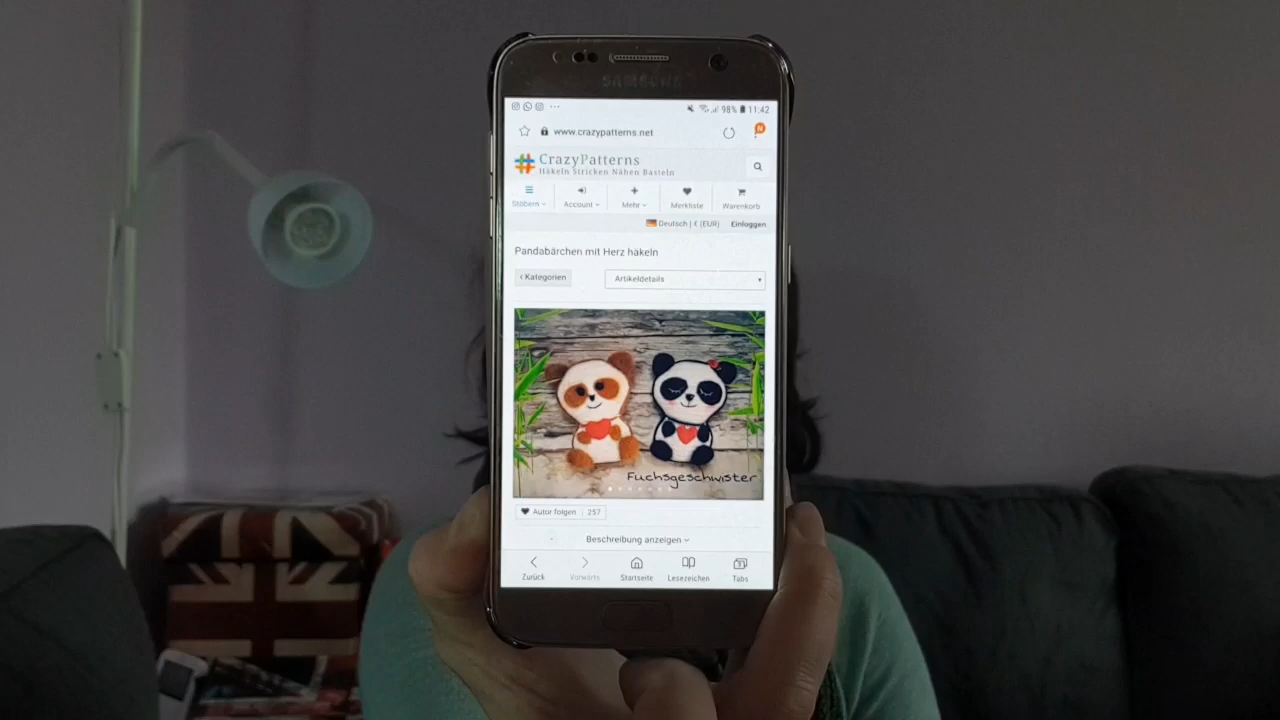 SAMSUNG
98% 11:42
www.crazypatterns.net
N
CrazyPatterns
Häkeln Stricken Nähen Basteln
Stöbern Account Mehr Merkliste Warenkorb
Deutsch | € (EUR) Einloggen
Pandabärchen mit Herz häkeln
‹ Kategorien Artikeldetails
Fuchsgeschwister
Autor folgen 257
Beschreibung anzeigen
Zurück Vorwärts Startseite Lesezeichen Tabs